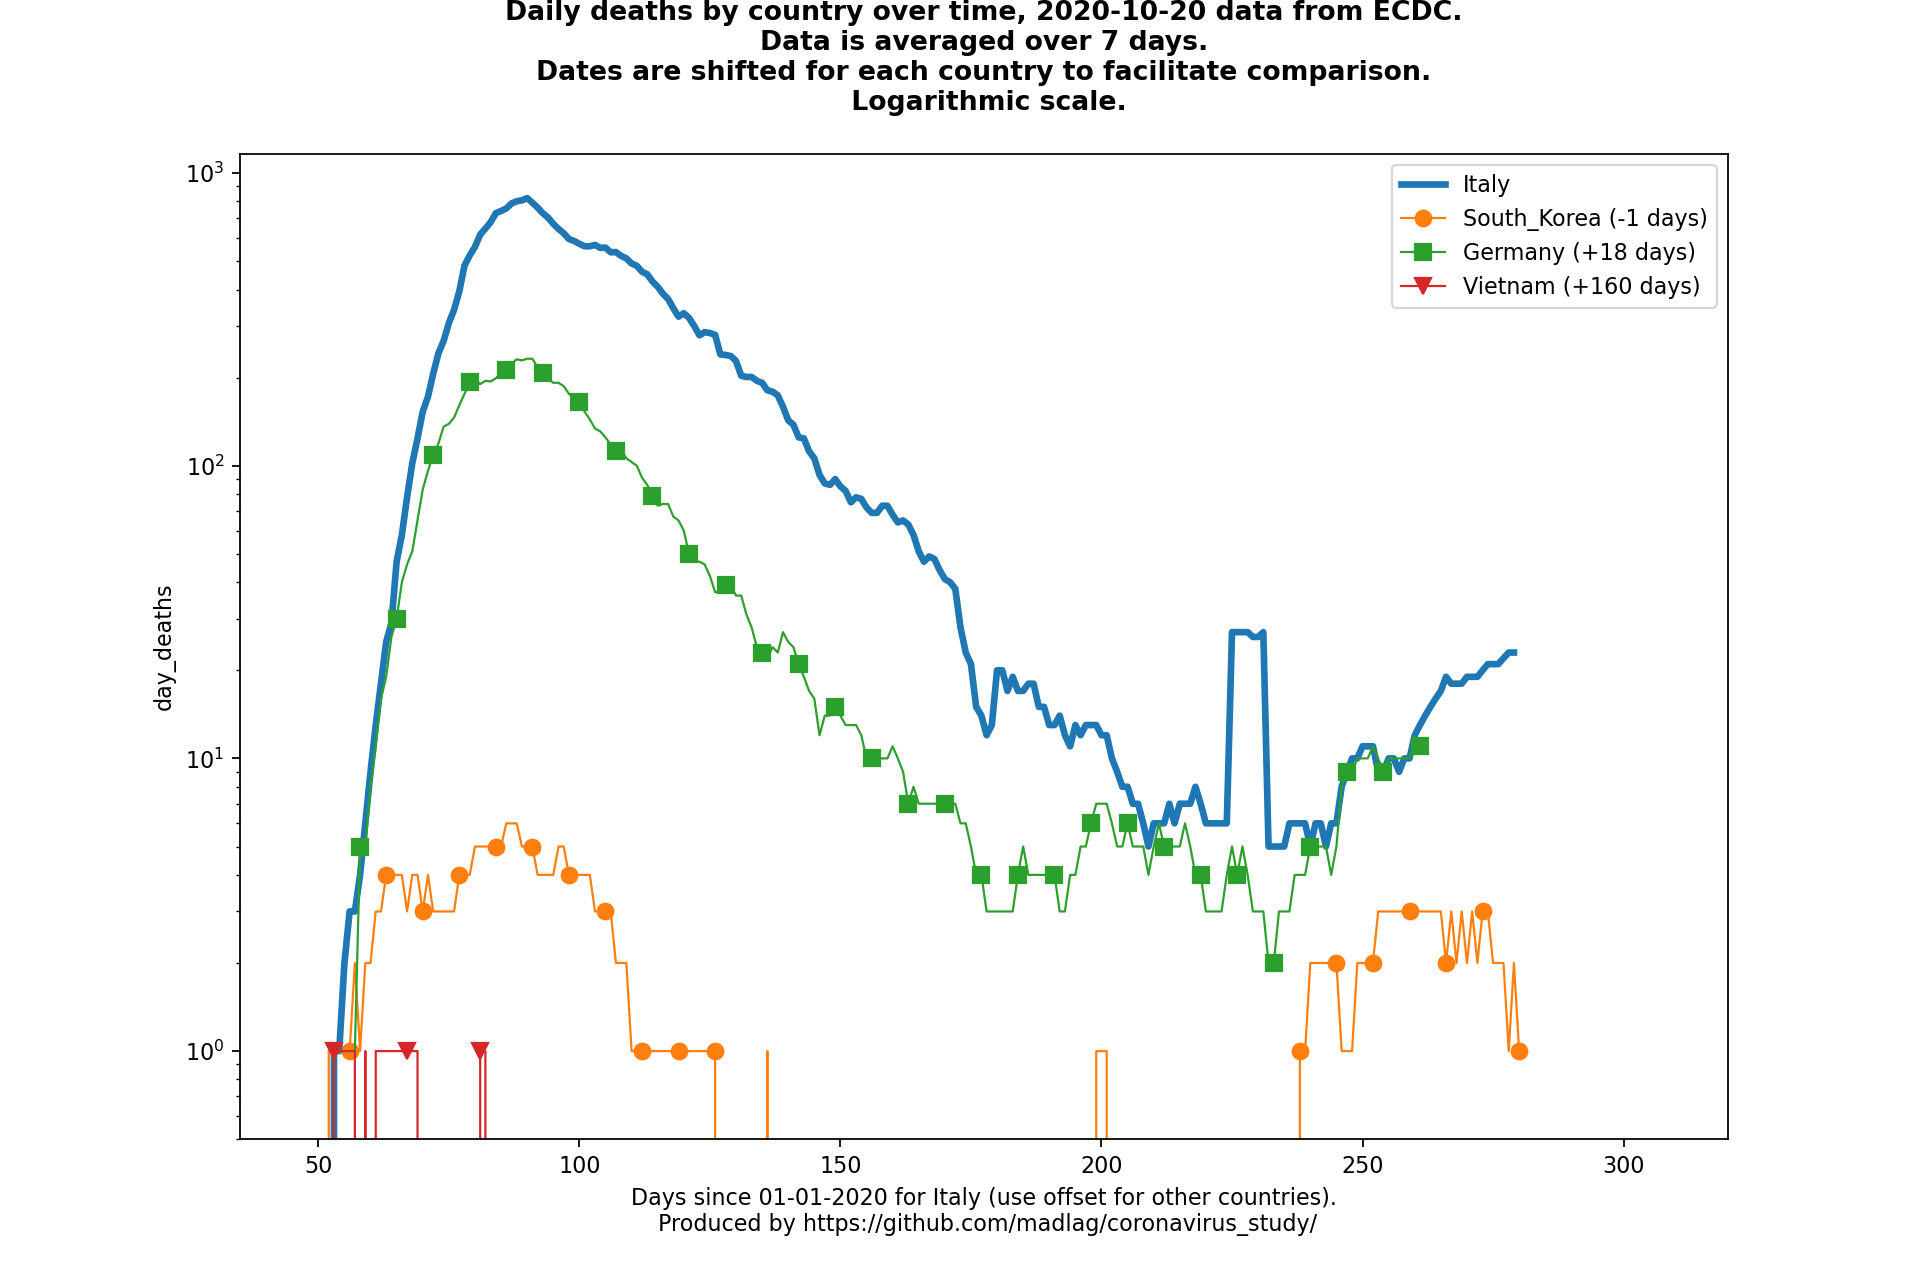 Daily deaths by country over time, 2020-10-20 data from ECDC.
Data is averaged over 7 days.
Dates are shifted for each country to facilitate comparison.
Logarithmic scale.
10³
10²
10¹
10⁰
day_deaths
Italy
South_Korea (-1 days)
Germany (+18 days)
Vietnam (+160 days)
50 100 150 200 250 300
Days since 01-01-2020 for Italy (use offset for other countries).
Produced by https://github.com/madlag/coronavirus_study/